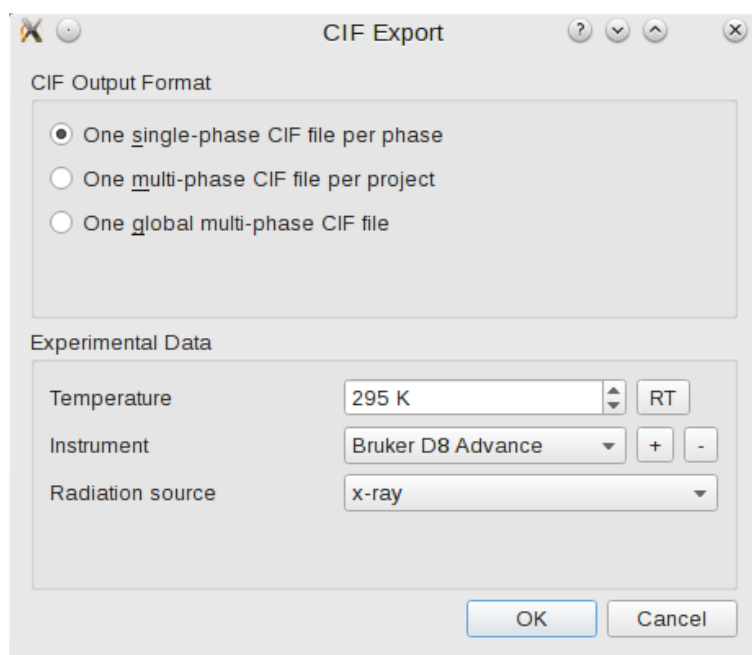 CIF Export
CIF Output Format
One single-phase CIF file per phase
One multi-phase CIF file per project
One global multi-phase CIF file
Experimental Data
Temperature 295 K RT
Instrument Bruker D8 Advance + -
Radiation source x-ray
OK Cancel